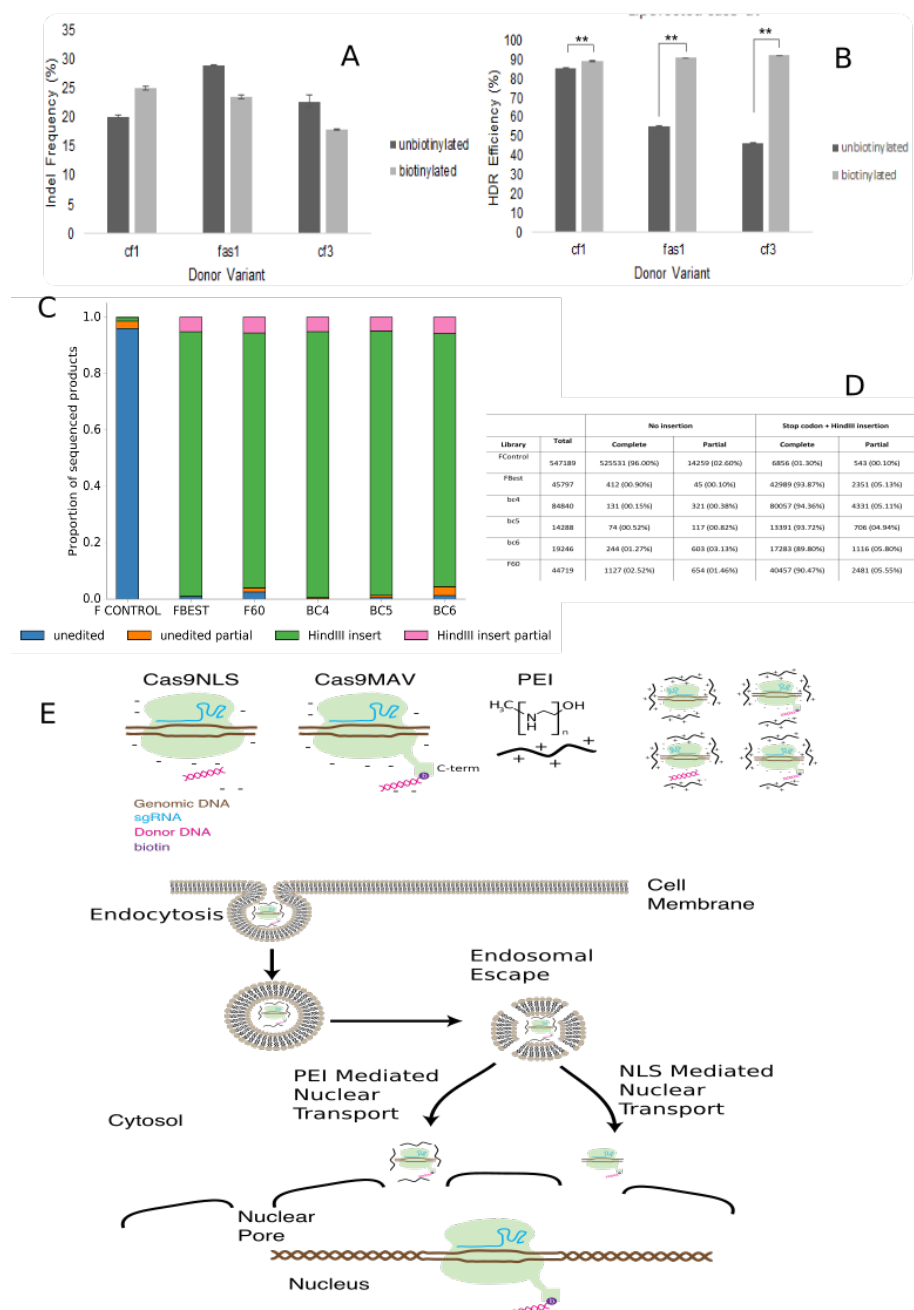 A
Indel Frequency (%)
35
30
25
20
15
10
5
0
unbiotinylated
biotinylated
cf1 fas1 cf3
Donor Variant
B
HDR Efficiency (%)
100
90
80
70
60
50
40
30
20
10
0
** ** **
unbiotinylated
biotinylated
cf1 fas1 cf3
Donor Variant
C
Proportion of sequenced products
1.0
0.8
0.6
0.4
0.2
0.0
F CONTROL FBEST F60 BC4 BC5 BC6
unedited unedited partial HindIII insert HindIII insert partial
D
No insertion Stop codon + HindIII insertion
Library Total Complete Partial Complete Partial
FControl 547189 525531 (96.00%) 14259 (02.60%) 6856 (01.30%) 543 (00.10%)
FBest 45797 412 (00.90%) 45 (00.10%) 42989 (93.87%) 2351 (05.13%)
bc4 84840 131 (00.15%) 321 (00.38%) 80057 (94.36%) 4331 (05.11%)
bc5 14288 74 (00.52%) 117 (00.82%) 13391 (93.72%) 706 (04.94%)
bc6 19246 244 (01.27%) 603 (03.13%) 17283 (89.80%) 1116 (05.80%)
F60 44719 1127 (02.52%) 654 (01.46%) 40457 (90.47%) 2481 (05.55%)
E
Cas9NLS Cas9MAV PEI
H₃C N H n OH
C-term
b
Genomic DNA
sgRNA
Donor DNA
biotin
Cell
Membrane
Endocytosis
Endosomal
Escape
PEI Mediated
Nuclear
Transport
NLS Mediated
Nuclear
Transport
Cytosol
Nuclear
Pore
Nucleus
b